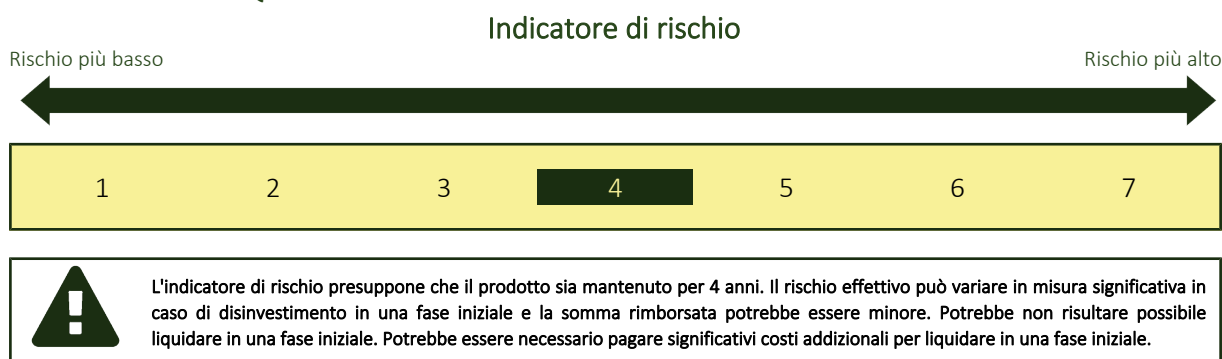 Indicatore di rischio
Rischio più basso Rischio più alto
1 2 3 4 5 6 7
L'indicatore di rischio presuppone che il prodotto sia mantenuto per 4 anni. Il rischio effettivo può variare in misura significativa in
caso di disinvestimento in una fase iniziale e la somma rimborsata potrebbe essere minore. Potrebbe non risultare possibile
liquidare in una fase iniziale. Potrebbe essere necessario pagare significativi costi addizionali per liquidare in una fase iniziale.